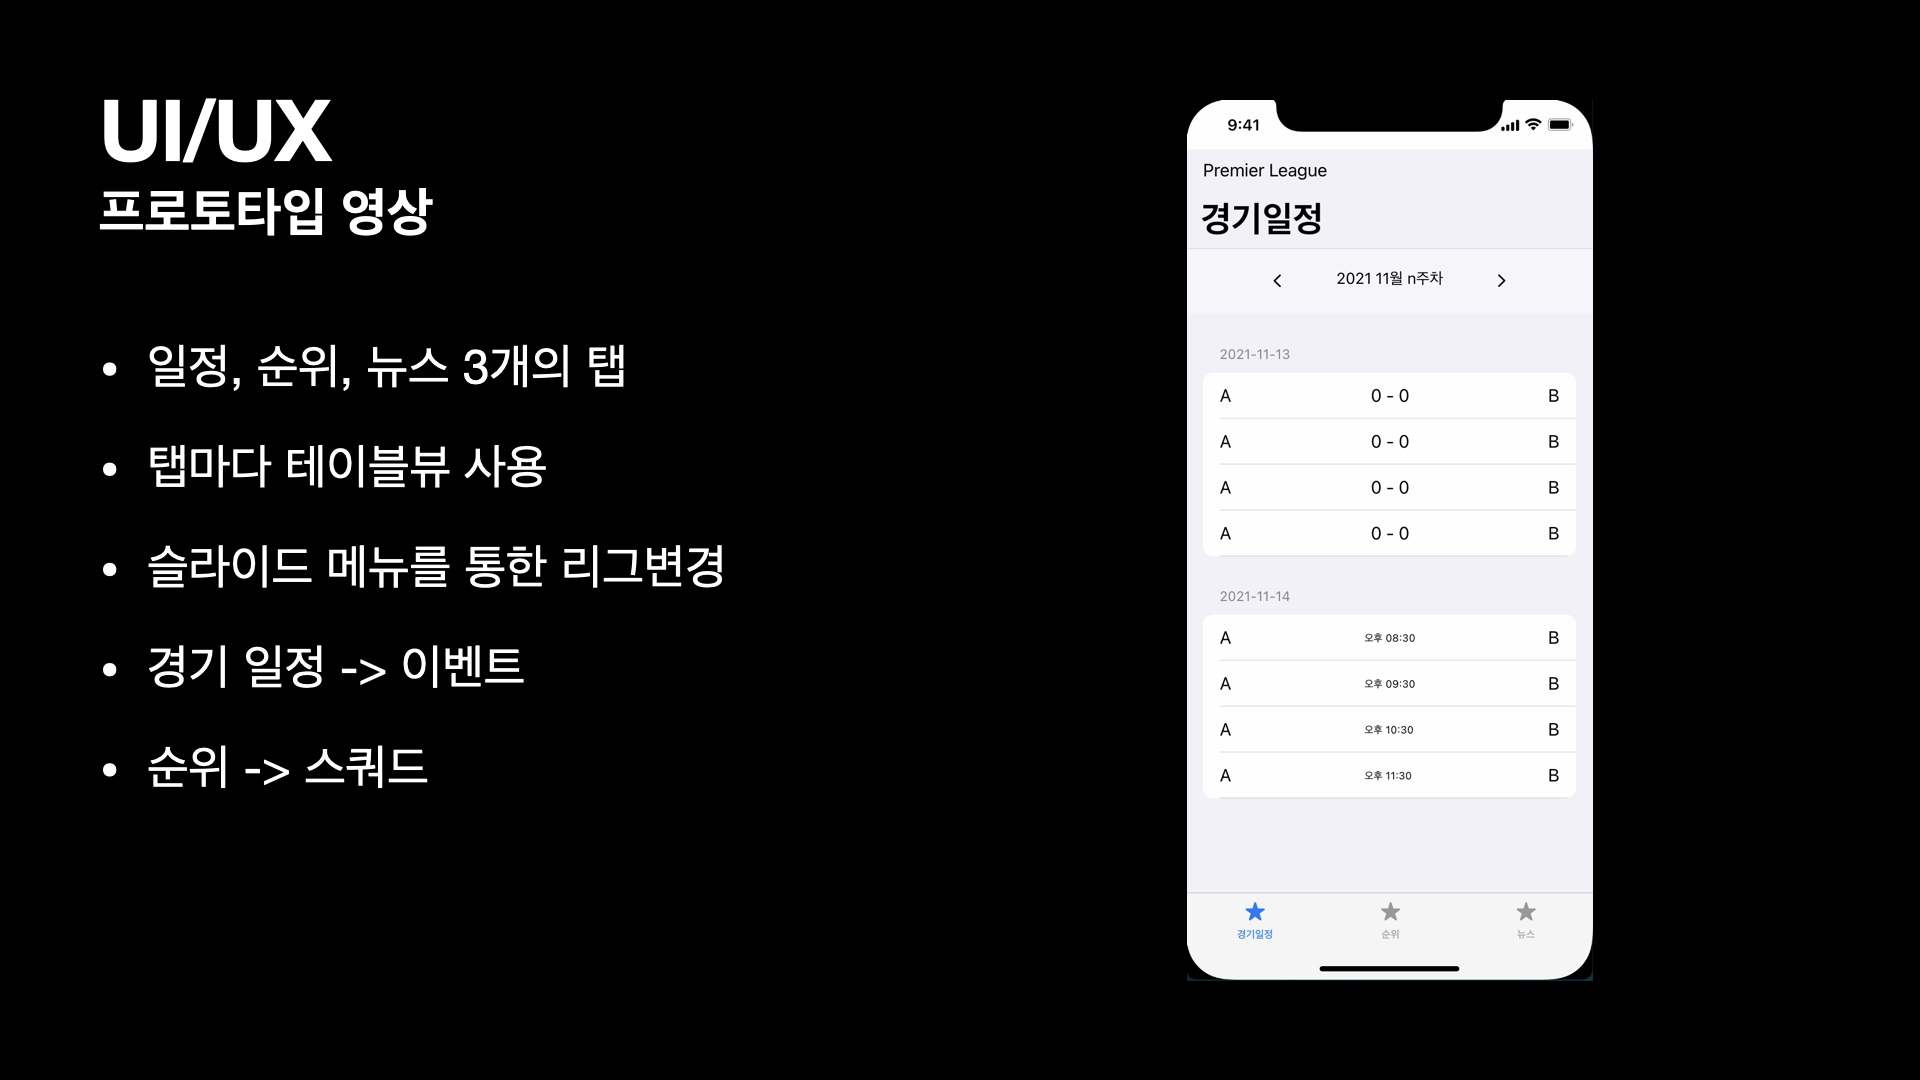 UI/UX
프로토타입 영상
• 일정, 순위, 뉴스 3개의 탭
• 탭마다 테이블뷰 사용
• 슬라이드 메뉴를 통한 리그변경
• 경기 일정 -> 이벤트
• 순위 -> 스쿼드
9:41
Premier League
경기일정
2021 11월 n주차
2021-11-13
A 0 - 0 B
A 0 - 0 B
A 0 - 0 B
A 0 - 0 B
2021-11-14
A 오후 08:30 B
A 오후 09:30 B
A 오후 10:30 B
A 오후 11:30 B
경기일정 순위 뉴스